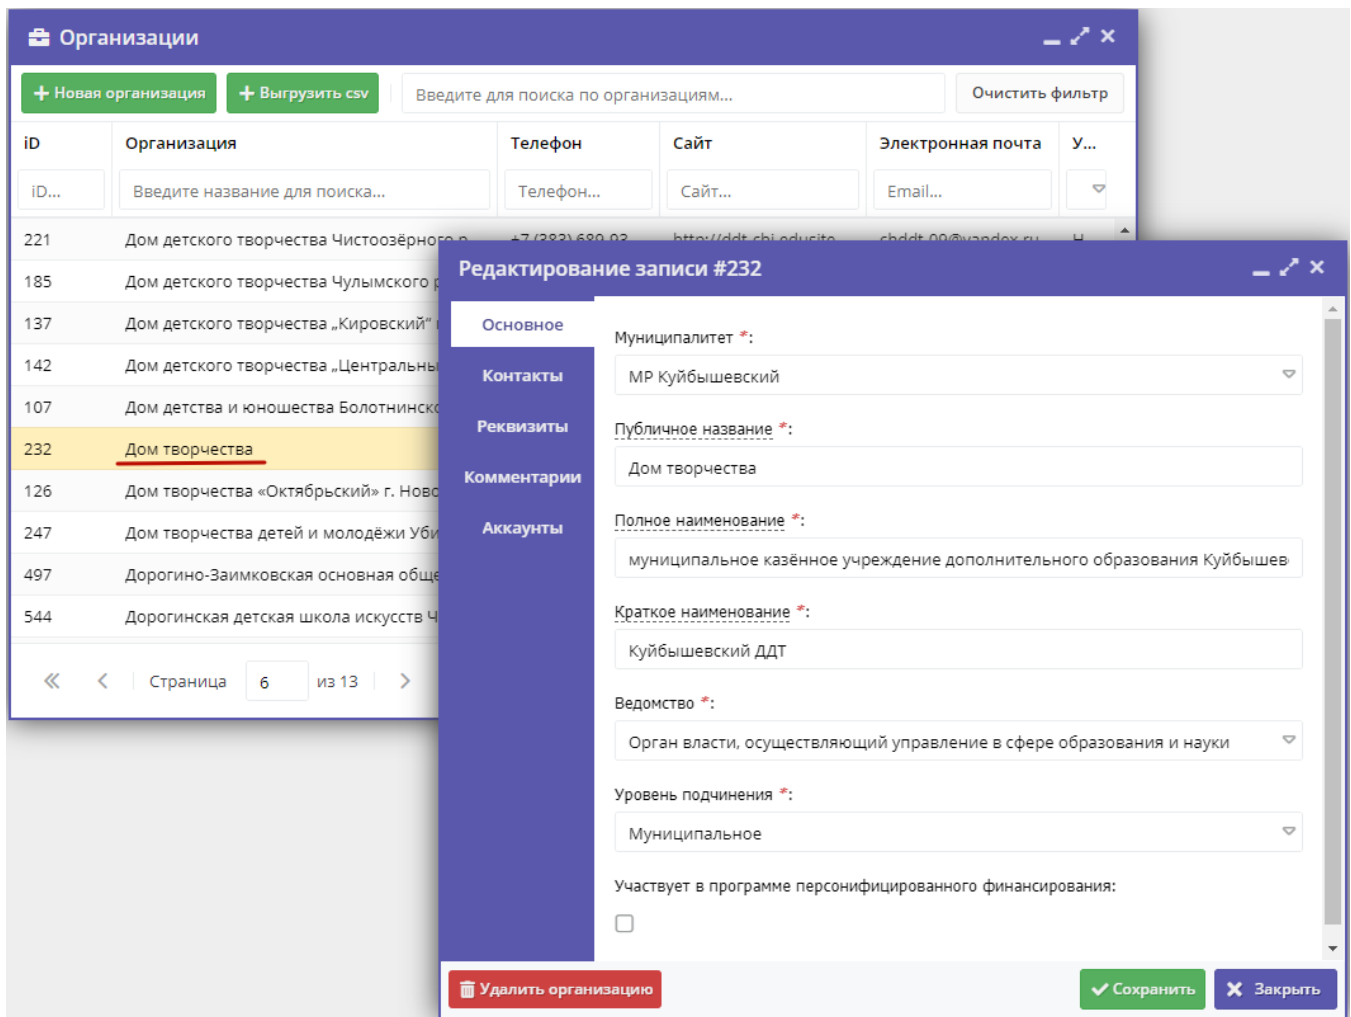 Организации
Новая организация
Выгрузить csv
Введите для поиска по организациям...
Очистить фильтр
iD Организация Телефон Сайт Электронная почта У...
iD... Введите название для поиска... Телефон... Сайт... Email...
221 Дом детского творчества Чистоозёрного р
185 Дом детского творчества Чулымского р
137 Дом детского творчества „Кировский“
142 Дом детского творчества „Центральны
107 Дом детства и юношества Болотнинск
232 Дом творчества
126 Дом творчества «Октябрьский» г. Ново
247 Дом творчества детей и молодёжи Уби
497 Дорогино-Заимковская основная обще
544 Дорогинская детская школа искусств Ч
Страница 6 из 13
Редактирование записи #232
Основное
Контакты
Реквизиты
Комментарии
Аккаунты
Муниципалитет *:
МР Куйбышевский
Публичное название *:
Дом творчества
Полное наименование *:
муниципальное казённое учреждение дополнительного образования Куйбышев
Краткое наименование *:
Куйбышевский ДДТ
Ведомство *:
Орган власти, осуществляющий управление в сфере образования и науки
Уровень подчинения *:
Муниципальное
Участвует в программе персонифицированного финансирования:
Удалить организацию
Сохранить
Закрыть